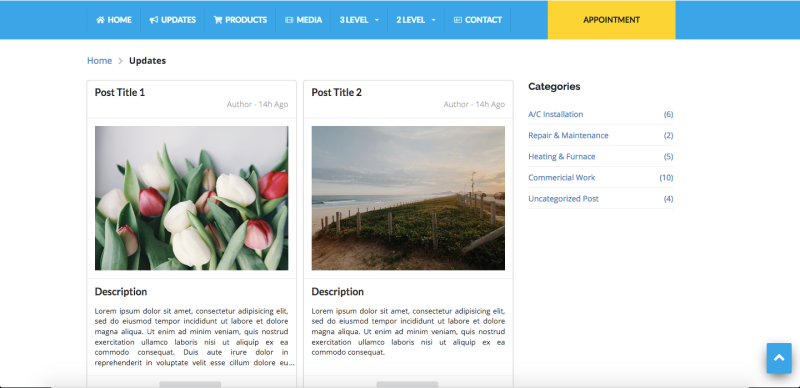 HOME UPDATES PRODUCTS MEDIA 3 LEVEL 2 LEVEL CONTACT APPOINTMENT
Home > Updates
Post Title 1
Author - 14h Ago
Description
Lorem ipsum dolor sit amet, consectetur adipisicing elit,
sed do eiusmod tempor incididunt ut labore et dolore
magna aliqua. Ut enim ad minim veniam, quis nostrud
exercitation ullamco laboris nisi ut aliquip ex ea
commodo consequat. Duis aute irure dolor in
reprehenderit in voluptate velit esse cillum dolore eu...
Post Title 2
Author - 14h Ago
Description
Lorem ipsum dolor sit amet, consectetur adipisicing elit,
sed do eiusmod tempor incididunt ut labore et dolore
magna aliqua. Ut enim ad minim veniam, quis nostrud
exercitation ullamco laboris nisi ut aliquip ex ea
commodo consequat.
Categories
A/C Installation (6)
Repair & Maintenance (2)
Heating & Furnace (5)
Commericial Work (10)
Uncategorized Post (4)